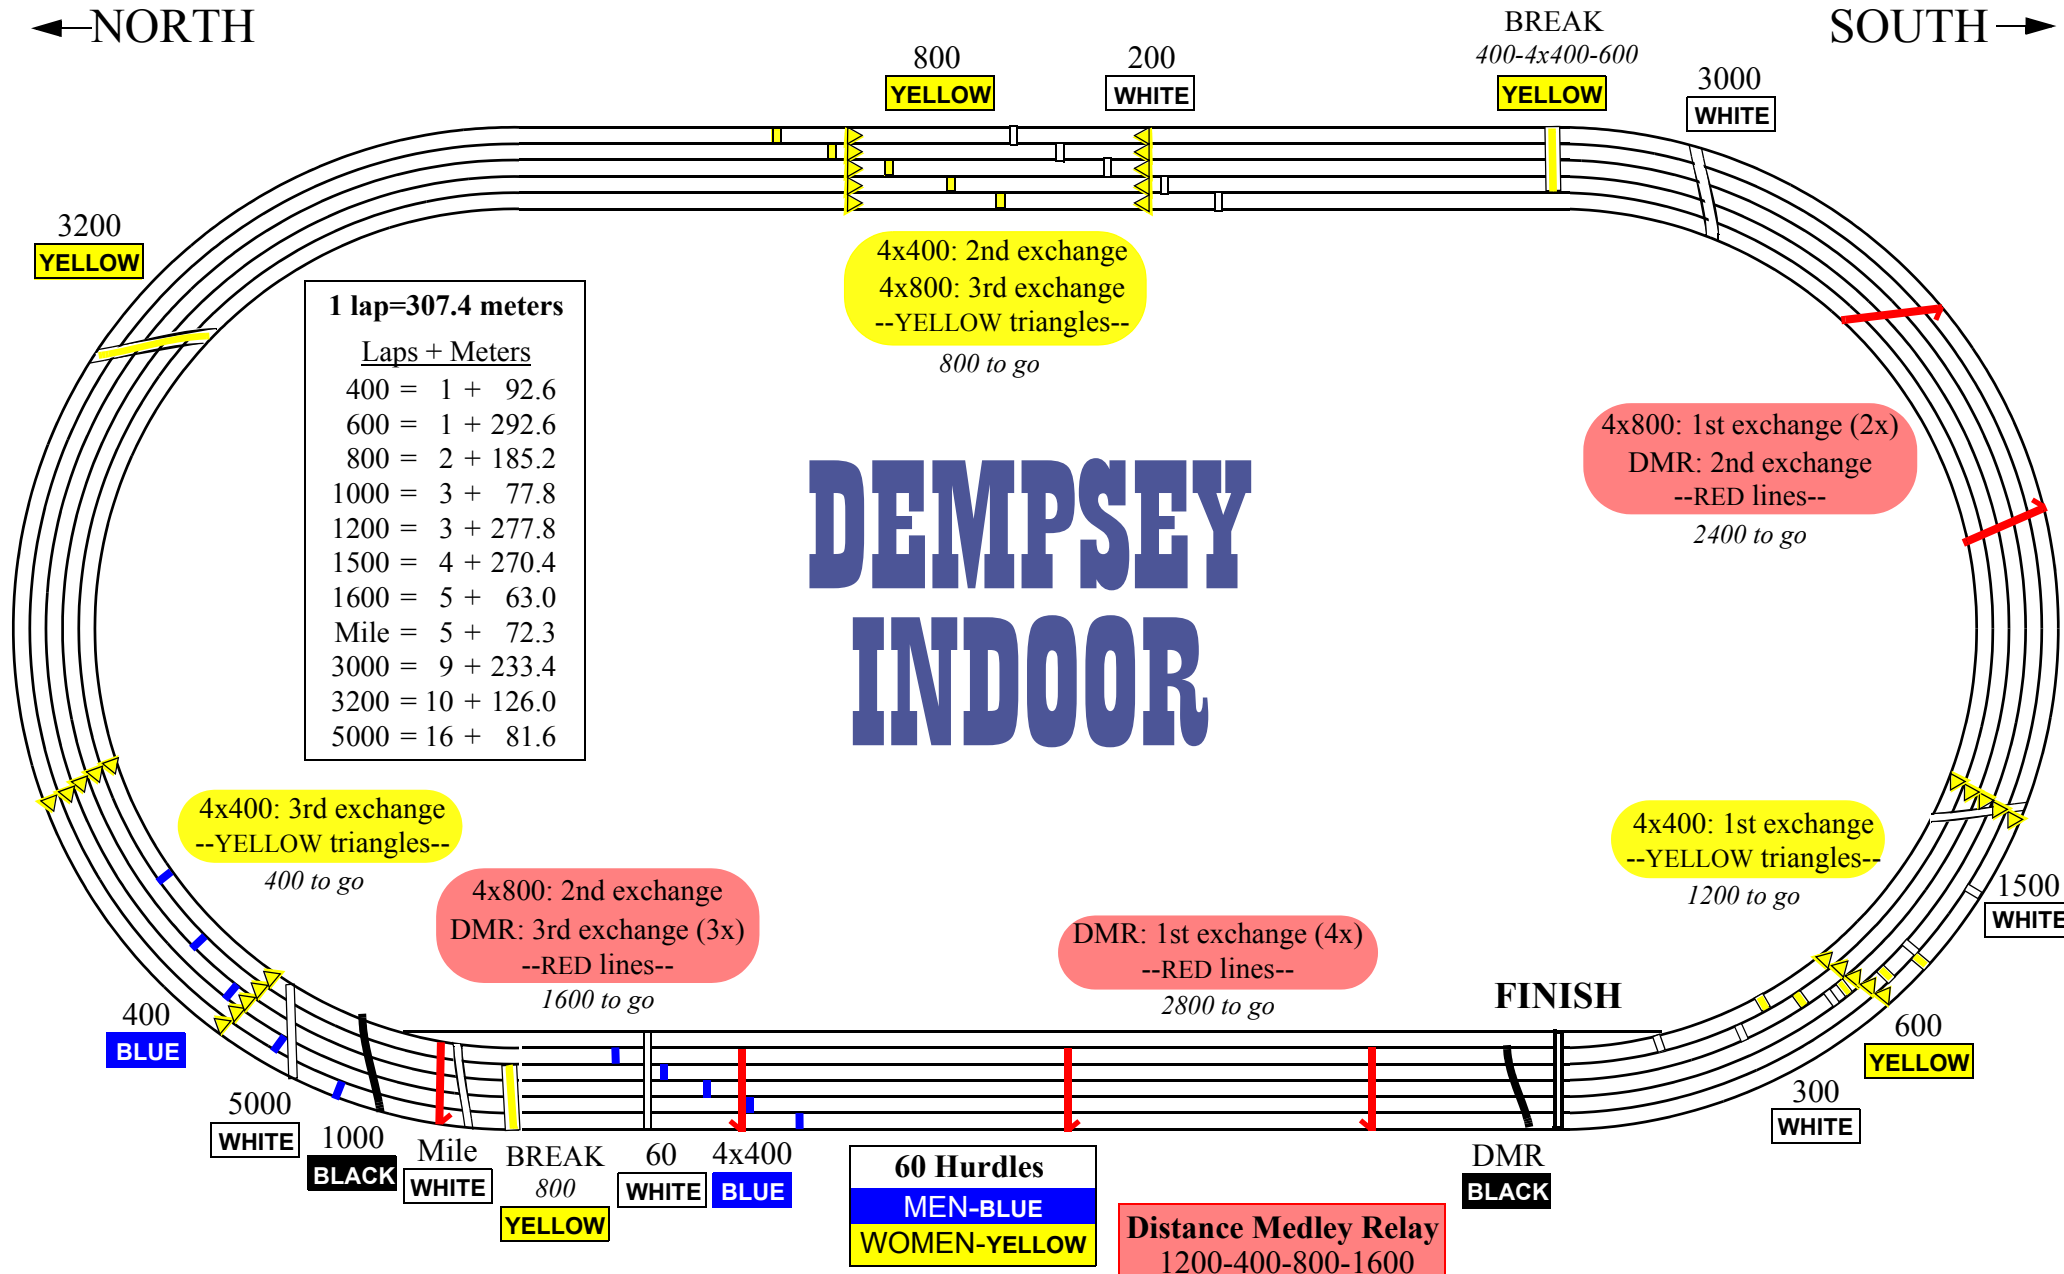 NORTH
SOUTH
BREAK
400-4x400-600
YELLOW
800
YELLOW
200
WHITE
3000
WHITE
3200
YELLOW
4x400: 2nd exchange
4x800: 3rd exchange
--YELLOW triangles--
800 to go
1 lap=307.4 meters
Laps + Meters
400 = 1 + 92.6
600 = 1 + 292.6
800 = 2 + 185.2
1000 = 3 + 77.8
1200 = 3 + 277.8
1500 = 4 + 270.4
1600 = 5 + 63.0
Mile = 5 + 72.3
3000 = 9 + 233.4
3200 = 10 + 126.0
5000 = 16 + 81.6
DEMPSEY
INDOOR
4x800: 1st exchange (2x)
DMR: 2nd exchange
--RED lines--
2400 to go
4x400: 3rd exchange
--YELLOW triangles--
400 to go
4x400: 1st exchange
--YELLOW triangles--
1200 to go
4x800: 2nd exchange
DMR: 3rd exchange (3x)
--RED lines--
1600 to go
DMR: 1st exchange (4x)
--RED lines--
2800 to go
FINISH
1500
WHITE
400
BLUE
600
YELLOW
300
WHITE
5000
WHITE
1000
BLACK
Mile
WHITE
BREAK
800
YELLOW
60
WHITE
4x400
BLUE
60 Hurdles
MEN-BLUE
WOMEN-YELLOW
DMR
BLACK
Distance Medley Relay
1200-400-800-1600